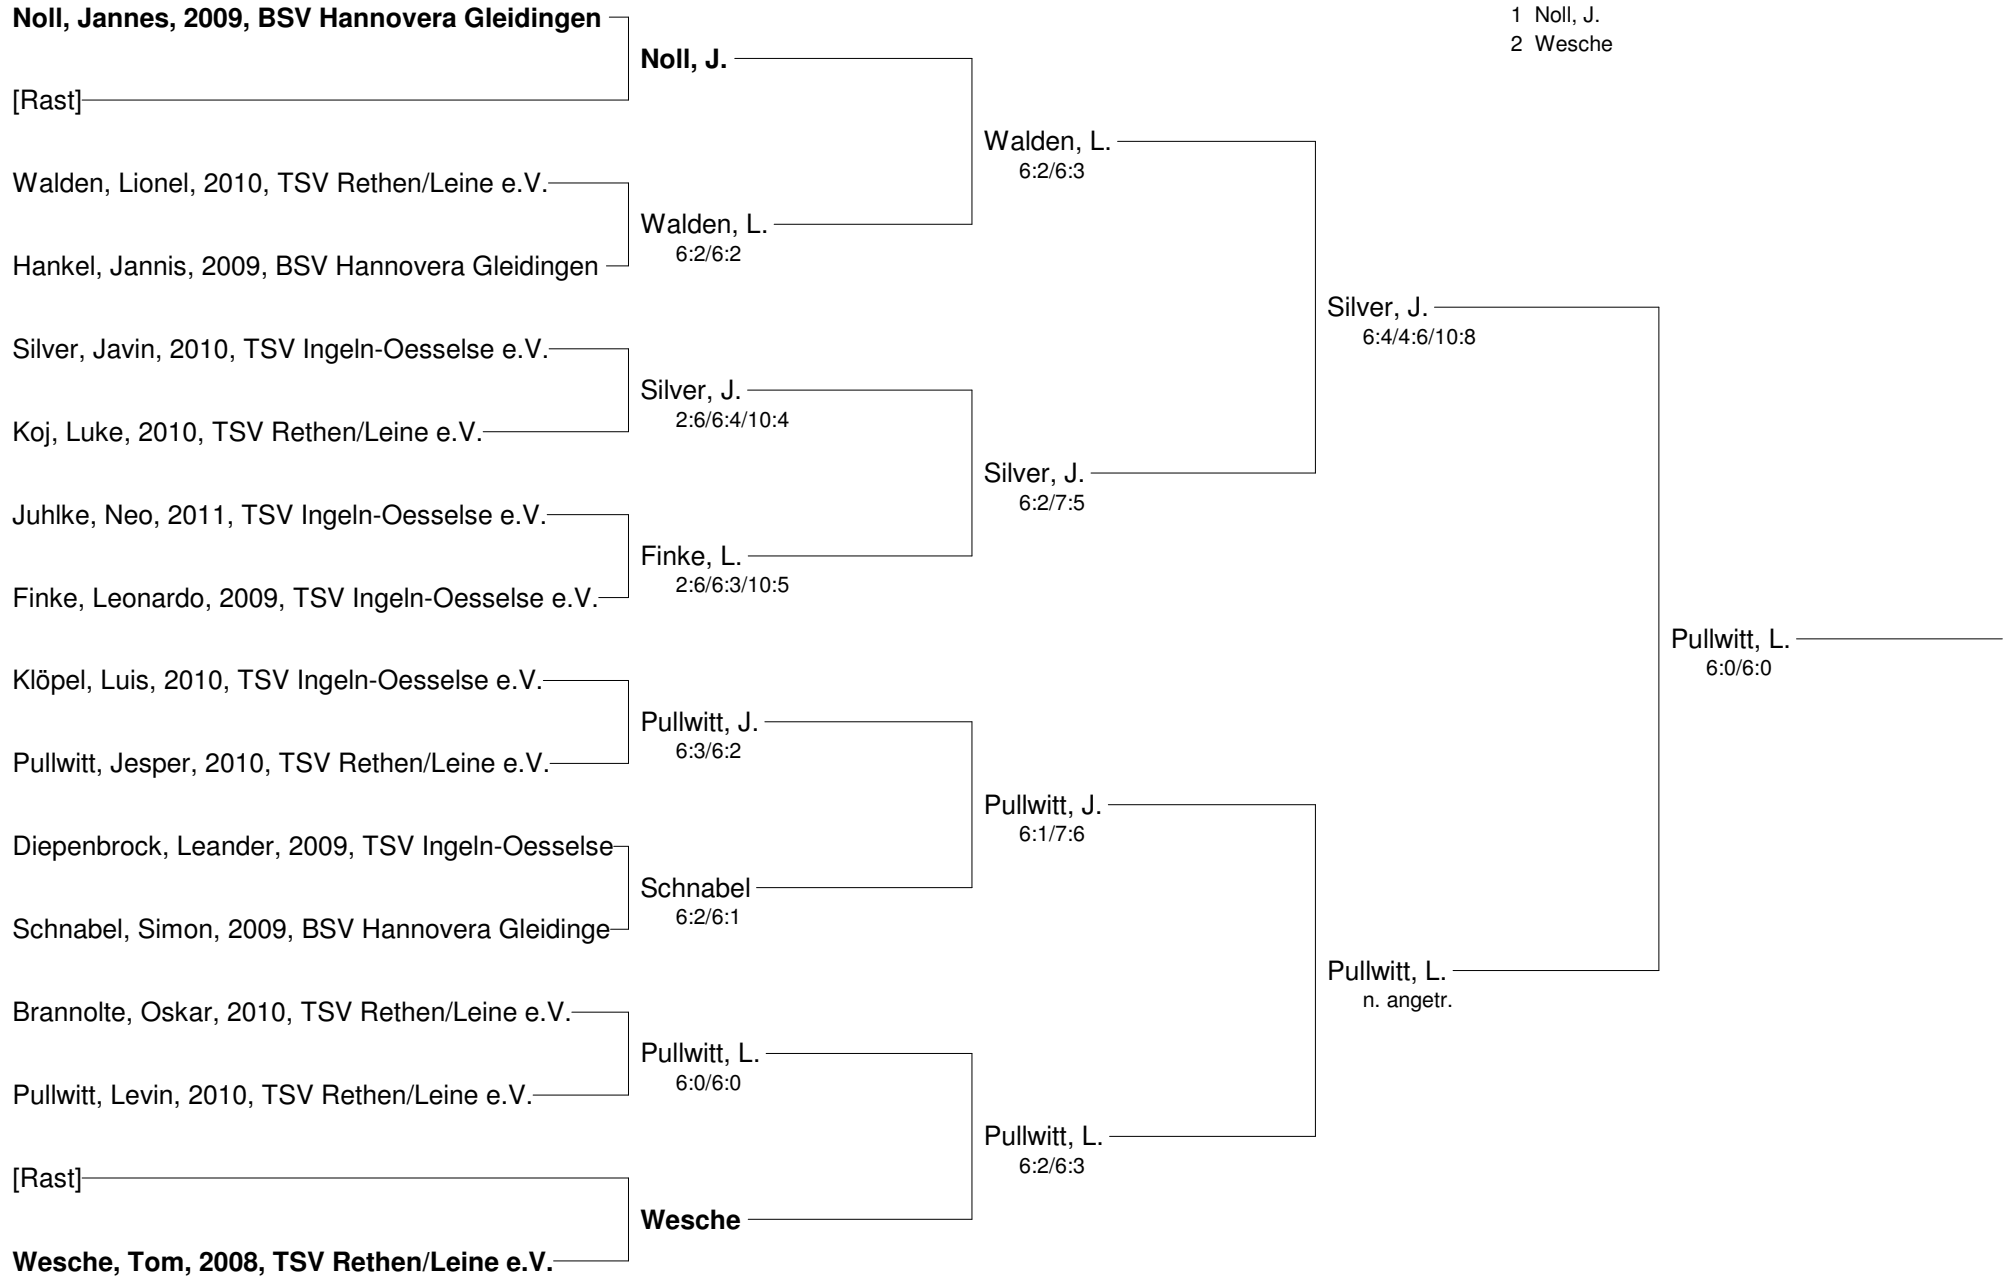 Noll, Jannes, 2009, BSV Hannovera Gleidingen
[Rast]
Walden, Lionel, 2010, TSV Rethen/Leine e.V.
Hankel, Jannis, 2009, BSV Hannovera Gleidingen
Silver, Javin, 2010, TSV Ingeln-Oesselse e.V.
Koj, Luke, 2010, TSV Rethen/Leine e.V.
Juhlke, Neo, 2011, TSV Ingeln-Oesselse e.V.
Finke, Leonardo, 2009, TSV Ingeln-Oesselse e.V.
Klöpel, Luis, 2010, TSV Ingeln-Oesselse e.V.
Pullwitt, Jesper, 2010, TSV Rethen/Leine e.V.
Diepenbrock, Leander, 2009, TSV Ingeln-Oesselse
Schnabel, Simon, 2009, BSV Hannovera Gleidinge
Brannolte, Oskar, 2010, TSV Rethen/Leine e.V.
Pullwitt, Levin, 2010, TSV Rethen/Leine e.V.
[Rast]
Wesche, Tom, 2008, TSV Rethen/Leine e.V.
Noll, J.
Walden, L.
6:2/6:2
Silver, J.
2:6/6:4/10:4
Finke, L.
2:6/6:3/10:5
Pullwitt, J.
6:3/6:2
Schnabel
6:2/6:1
Pullwitt, L.
6:0/6:0
Wesche
Walden, L.
6:2/6:3
Silver, J.
6:2/7:5
Pullwitt, J.
6:1/7:6
Pullwitt, L.
6:2/6:3
Silver, J.
6:4/4:6/10:8
Pullwitt, L.
n. angetr.
Pullwitt, L.
6:0/6:0
1 Noll, J.
2 Wesche